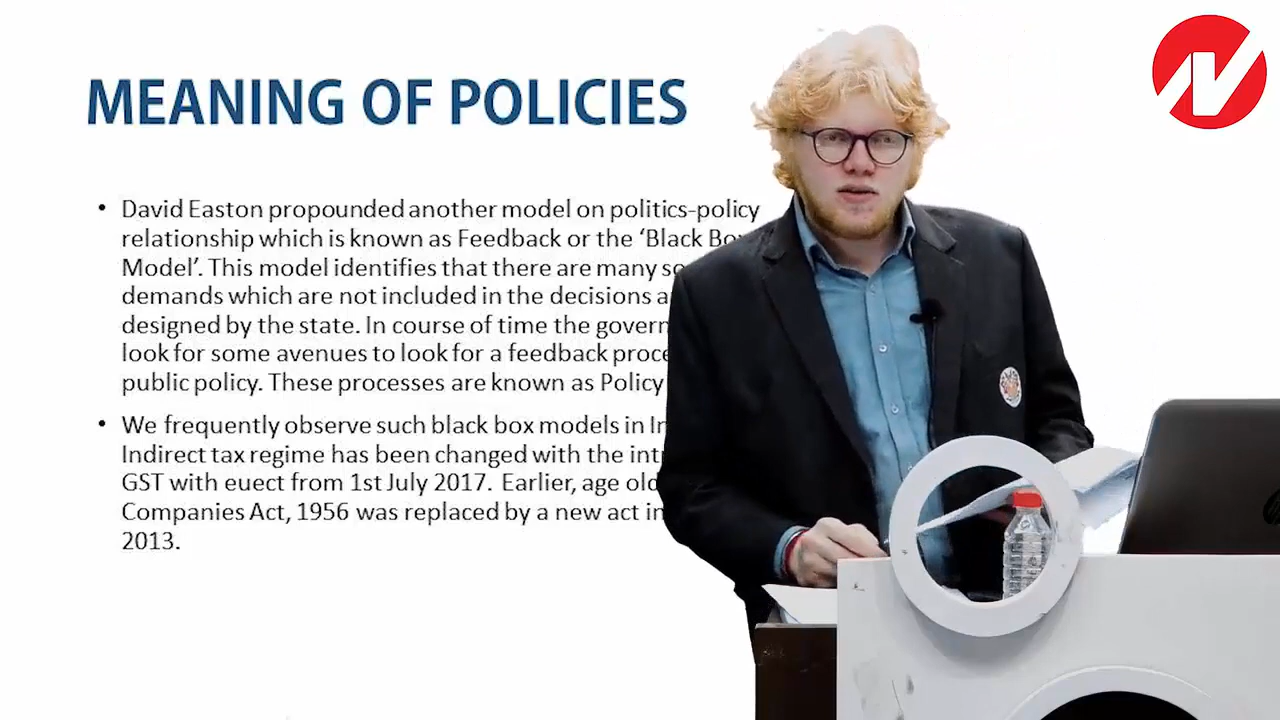 MEANING OF POLICIES
• David Easton propounded another model on politics-policy
relationship which is known as Feedback or the ‘Black Bo
Model’. This model identifies that there are many so
demands which are not included in the decisions a
designed by the state. In course of time the govern
look for some avenues to look for a feedback proce
public policy. These processes are known as Policy
• We frequently observe such black box models in In
Indirect tax regime has been changed with the int
GST with euect from 1st July 2017. Earlier, age old
Companies Act, 1956 was replaced by a new act in
2013.